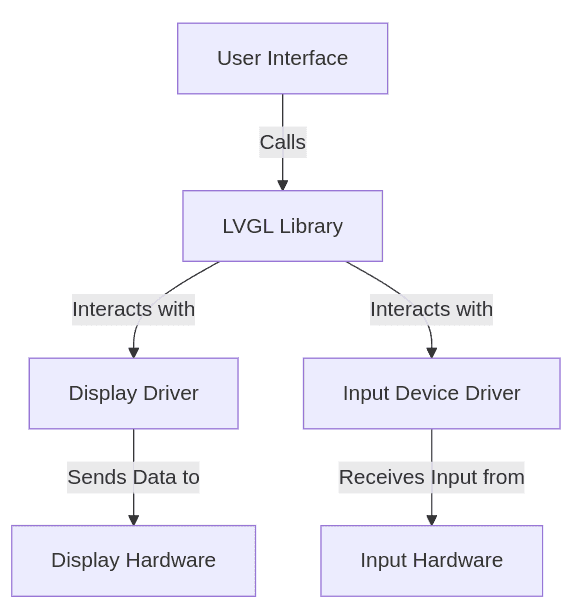 User Interface
Calls
LVGL Library
Interacts with
Interacts with
Display Driver
Input Device Driver
Sends Data to
Receives Input from
Display Hardware
Input Hardware